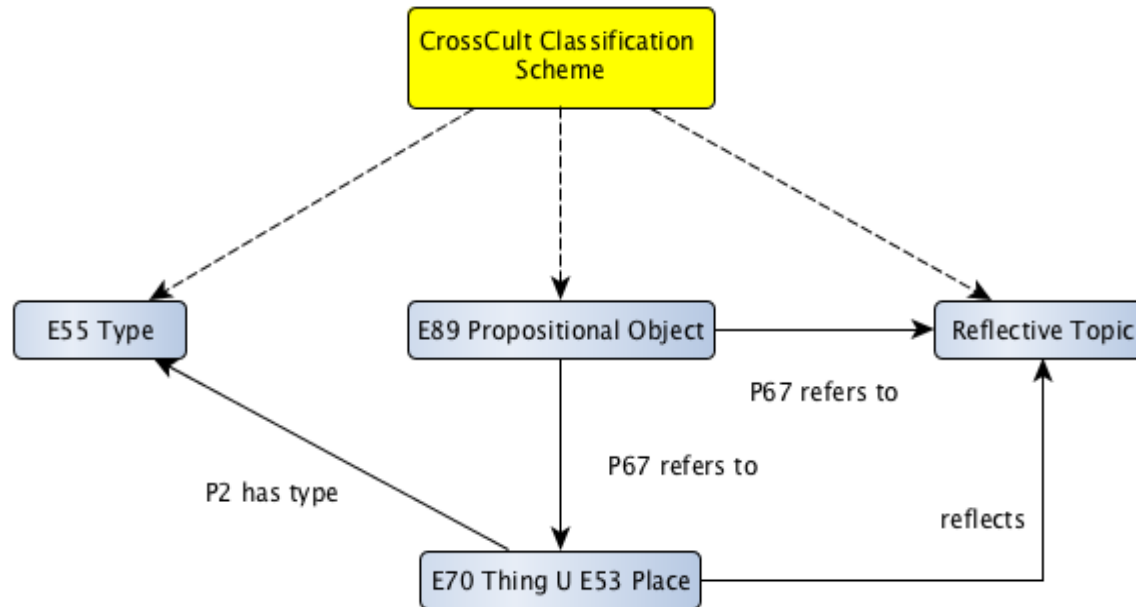 CrossCult Classification
Scheme
E55 Type
E89 Propositional Object
Reflective Topic
P67 refers to
P67 refers to
P2 has type
reflects
E70 Thing U E53 Place